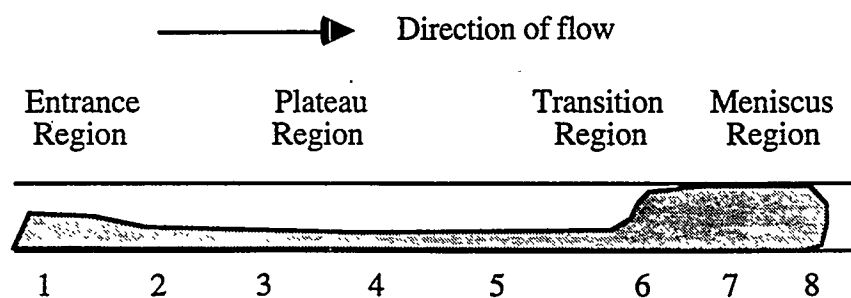 Direction of flow
Entrance Plateau Transition Meniscus
Region Region Region Region
1 2 3 4 5 6 7 8